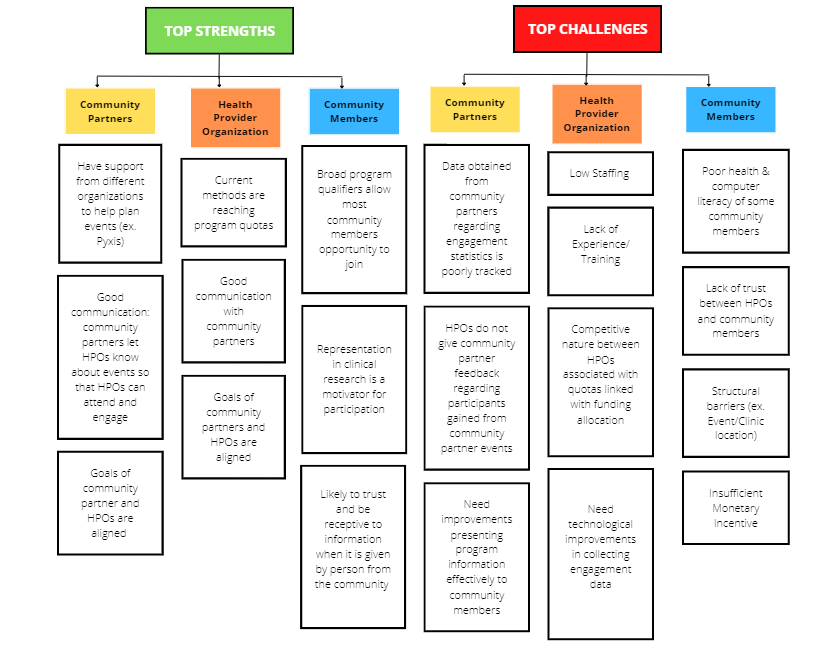 TOP STRENGTHS
Community
Partners
Have support
from different
organizations
to help plan
events (ex.
Pyxis)
Good
communication:
community
partners let
HPOs know
about events so
that HPOs can
attend and
engage
Goals of
community
partner and
HPOs are
aligned
Health
Provider
Organization
Current
methods are
reaching
program quotas
Good
communication
with
community
partners
Goals of
community
partners and
HPOs are
aligned
Community
Members
Broad program
qualifiers allow
most
community
members
opportunity to
join
Representation
in clinical
research is a
motivator for
participation
Likely to trust
and be
receptive to
information
when it is given
by person from
the community
TOP CHALLENGES
Community
Partners
Data obtained
from
community
partners
regarding
engagement
statistics is
poorly tracked
HPOs do not
give community
partner
feedback
regarding
participants
gained from
community
partner events
Need
improvements
presenting
program
information
effectively to
community
members
Health
Provider
Organization
Low Staffing
Lack of
Experience/
Training
Competitive
nature between
HPOs
associated with
quotas linked
with funding
allocation
Need
technological
improvements
in collecting
engagement
data
Community
Members
Poor health &
computer
literacy of some
community
members
Lack of trust
between HPOs
and community
members
Structural
barriers (ex.
Event/Clinic
location)
Insufficient
Monetary
Incentive